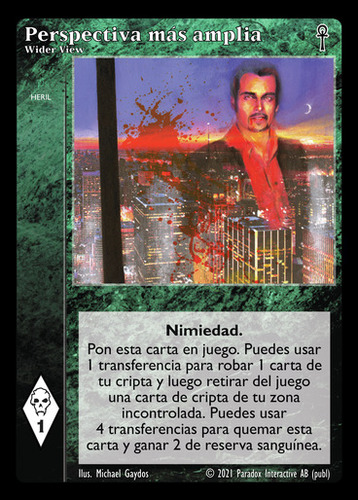 Perspectiva más amplia
Wider View
HERIL
Nimiedad.
Pon esta carta en juego. Puedes usar
1 transferencia para robar 1 carta de
tu cripta y luego retirar del juego
una carta de cripta de tu zona
incontrolada. Puedes usar
4 transferencias para quemar esta
carta y ganar 2 de reserva sanguínea.
1
Ilus. Michael Gaydos © 2021 Paradox Interactive AB (publ)